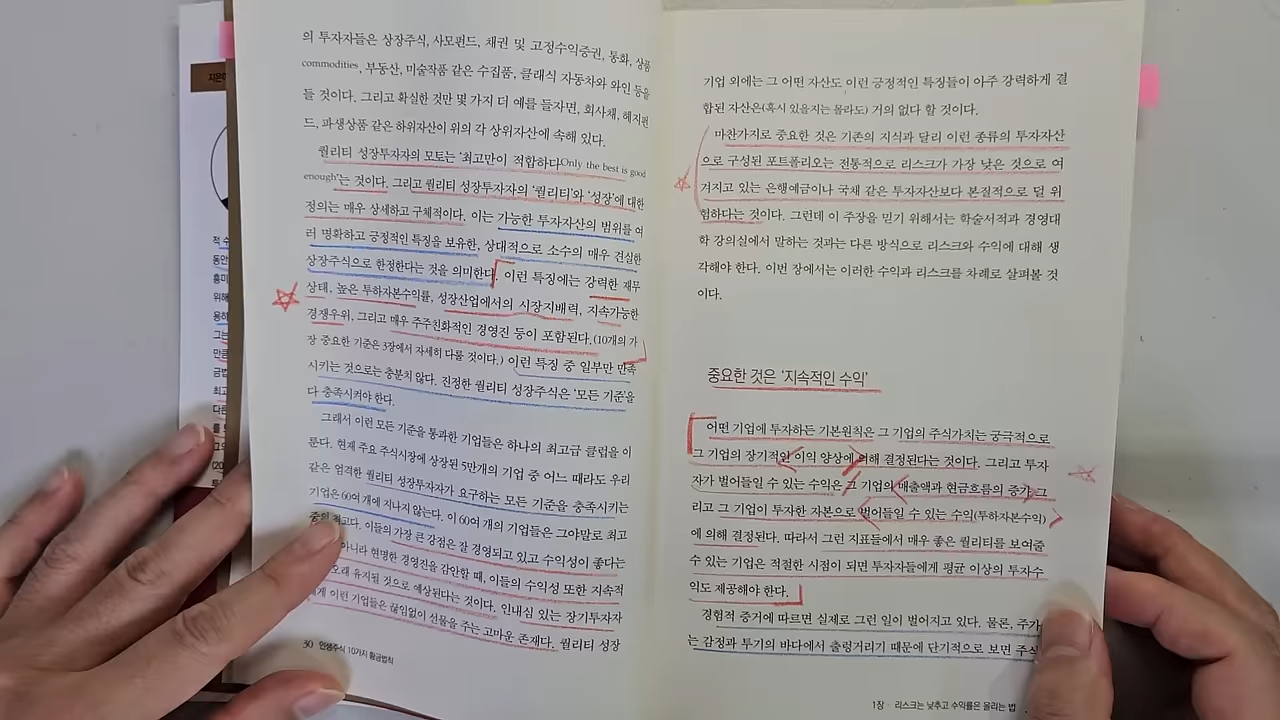 의 투자자들은 상장주식, 사모펀드, 채권 및 고정수익증권, 통화, 상품
commodities, 부동산, 미술작품 같은 수집품, 클래식 자동차와 와인 등을
들 것이다. 그리고 확실한 것만 몇 가지 더 예를 들자면, 회사채, 헤지펀
드, 파생상품 같은 하위자산이 위의 각 상위자산에 속해 있다.
퀄리티 성장투자자의 모토는 '최고만이 적합하다Only the best is good
enough'는 것이다. 그리고 퀄리티 성장투자자의 '퀄리티'와 '성장'에 대한
정의는 매우 상세하고 구체적이다. 이는 가능한 투자자산의 범위를 여
러 명확하고 긍정적인 특징을 보유한, 상대적으로 소수의 매우 견실한
상장주식으로 한정한다는 것을 의미한다. 이런 특징에는 강력한 재무
상태, 높은 투하자본수익률, 성장산업에서의 시장지배력, 지속가능한
경쟁우위, 그리고 매우 주주친화적인 경영진 등이 포함된다.(10개의 가
장 중요한 기준은 3장에서 자세히 다룰 것이다.) 이런 특징 중 일부만 만족
시키는 것으로는 충분치 않다. 진정한 퀄리티 성장주식은 '모든 기준'을
다 충족시켜야 한다.
그래서 이런 모든 기준을 통과한 기업들은 하나의 최고급 클럽을 이
룬다. 현재 주요 주식시장에 상장된 5만개의 기업 중 어느 때라도 우리
같은 엄격한 퀄리티 성장투자자가 요구하는 모든 기준을 충족시키는
기업은 60여 개에 지나지 않는다. 이 60여 개의 기업들은 그야말로 최고
중의 최고다. 이들의 가장 큰 강점은 잘 경영되고 있고 수익성이 좋다는
아니라 현명한 경영진을 감안할 때, 이들의 수익성 또한 지속적
오래 유지될 것으로 예상된다는 것이다. 인내심 있는 장기투자자
에게 이런 기업들은 끊임없이 선물을 주는 고마운 존재다. 퀄리티 성장
30 인생주식 10가지 황금법칙
기업 외에는 그 어떤 자산도 이런 긍정적인 특징들이 아주 강력하게 결
합된 자산은(혹시 있을지는 몰라도) 거의 없다 할 것이다.
마찬가지로 중요한 것은 기존의 지식과 달리 이런 종류의 투자자산
으로 구성된 포트폴리오는 전통적으로 리스크가 가장 낮은 것으로 여
겨지고 있는 은행예금이나 국채 같은 투자자산보다 본질적으로 덜 위
험하다는 것이다. 그런데 이 주장을 믿기 위해서는 학술서적과 경영대
학 강의실에서 말하는 것과는 다른 방식으로 리스크와 수익에 대해 생
각해야 한다. 이번 장에서는 이러한 수익과 리스크를 차례로 살펴볼 것
이다.
중요한 것은 '지속적인 수익'
어떤 기업에 투자하는 기본원칙은 그 기업의 주식가치는 궁극적으로
그 기업의 장기적인 이익 양상에 의해 결정된다는 것이다. 그리고 투자
자가 벌어들일 수 있는 수익은 그 기업의 매출액과 현금흐름의 증가 그
리고 그 기업이 투자한 자본으로 벌어들일 수 있는 수익(투하자본수익)
에 의해 결정된다. 따라서 그런 지표들에서 매우 좋은 퀄리티를 보여줄
수 있는 기업은 적절한 시점이 되면 투자자들에게 평균 이상의 투자수
익도 제공해야 한다.
경험적 증거에 따르면 실제로 그런 일이 벌어지고 있다. 물론, 주가
는 감정과 투기의 바다에서 출렁거리기 때문에 단기적으로 보면 주식
1장 · 리스크는 낮추고 수익률은 올리는 법